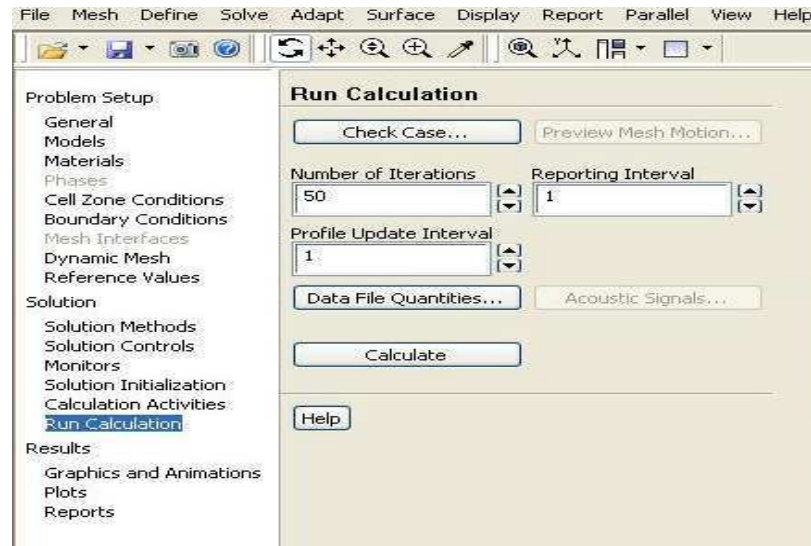 File Mesh Define Solve Adapt Surface Display Report Parallel View Help
Problem Setup
General
Models
Materials
Phases
Cell Zone Conditions
Boundary Conditions
Mesh Interfaces
Dynamic Mesh
Reference Values
Solution
Solution Methods
Solution Controls
Monitors
Solution Initialization
Calculation Activities
Run Calculation
Results
Graphics and Animations
Plots
Reports
Run Calculation
Check Case... Preview Mesh Motion...
Number of Iterations Reporting Interval
50 1
Profile Update Interval
1
Data File Quantities... Acoustic Signals...
Calculate
Help